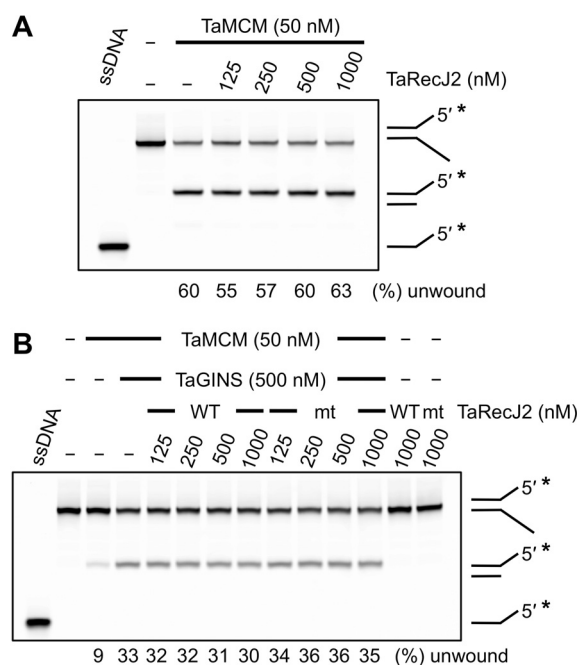 A
TaMCM (50 nM)
ssDNA
–
–
–
125
250
500
1000
TaRecJ2 (nM)
5′ *
5′ *
5′ *
60 55 57 60 63 (%) unwound
B
– TaMCM (50 nM) – –
– – TaGINS (500 nM) – –
WT mt WT mt TaRecJ2 (nM)
ssDNA
– – – 125 250 500 1000 125 250 500 1000 1000 1000
5′ *
5′ *
5′ *
9 33 32 32 31 30 34 36 36 35 (%) unwound